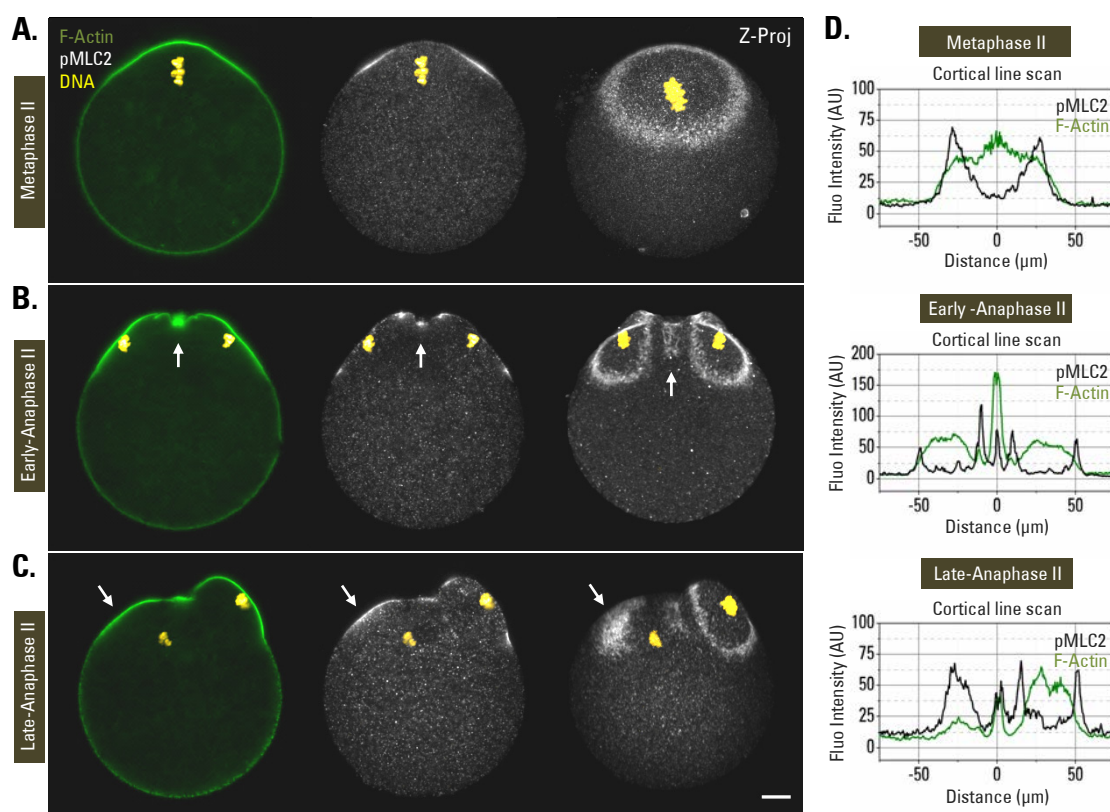 A.
F-Actin
pMLC2
DNA
Z-Proj
Metaphase II
B.
Early-Anaphase II
C.
Late-Anaphase II
D.
Metaphase II
Cortical line scan
pMLC2
F-Actin
Fluo Intensity (AU)
100
75
50
25
0
-50 0 50
Distance (µm)
Early -Anaphase II
Cortical line scan
pMLC2
F-Actin
Fluo Intensity (AU)
200
150
100
50
0
-50 0 50
Distance (µm)
Late-Anaphase II
Cortical line scan
pMLC2
F-Actin
Fluo Intensity (AU)
100
75
50
25
0
-50 0 50
Distance (µm)